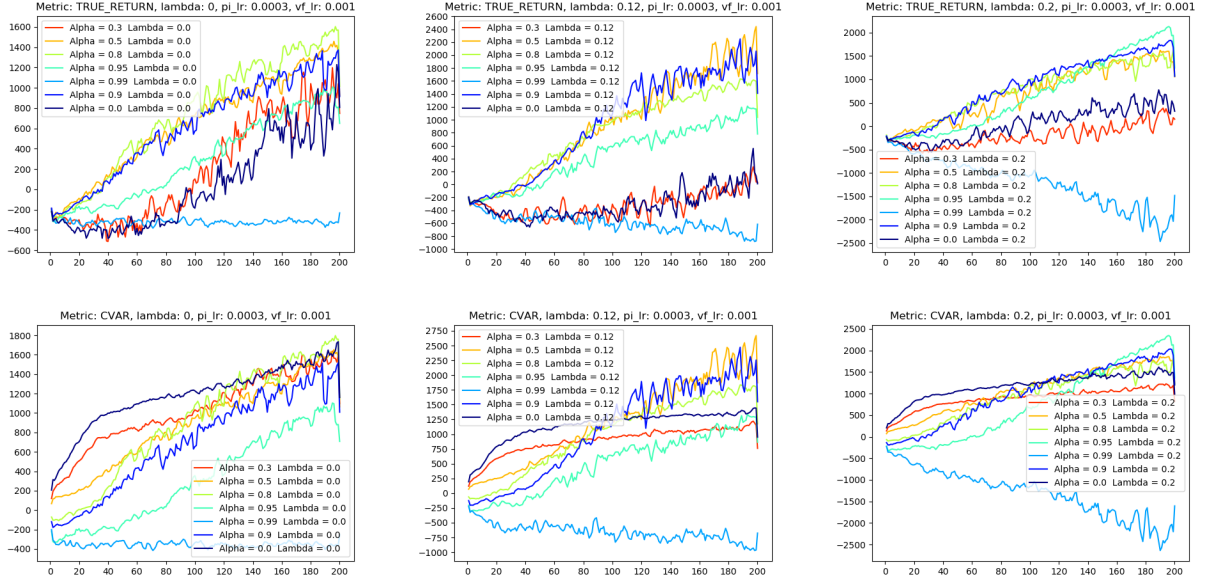 Metric: TRUE_RETURN, lambda: 0, pi_lr: 0.0003, vf_lr: 0.001
1600
1400
1200
1000
800
600
400
200
0
−200
−400
−600
Alpha = 0.3 Lambda = 0.0
Alpha = 0.5 Lambda = 0.0
Alpha = 0.8 Lambda = 0.0
Alpha = 0.95 Lambda = 0.0
Alpha = 0.99 Lambda = 0.0
Alpha = 0.9 Lambda = 0.0
Alpha = 0.0 Lambda = 0.0
0 20 40 60 80 100 120 140 160 180 200
Metric: TRUE_RETURN, lambda: 0.12, pi_lr: 0.0003, vf_lr: 0.001
2600
2400
2200
2000
1800
1600
1400
1200
1000
800
600
400
200
0
−200
−400
−600
−800
−1000
Alpha = 0.3 Lambda = 0.12
Alpha = 0.5 Lambda = 0.12
Alpha = 0.8 Lambda = 0.12
Alpha = 0.95 Lambda = 0.12
Alpha = 0.99 Lambda = 0.12
Alpha = 0.9 Lambda = 0.12
Alpha = 0.0 Lambda = 0.12
0 20 40 60 80 100 120 140 160 180 200
Metric: TRUE_RETURN, lambda: 0.2, pi_lr: 0.0003, vf_lr: 0.001
2000
1500
1000
500
0
−500
−1000
−1500
−2000
−2500
Alpha = 0.3 Lambda = 0.2
Alpha = 0.5 Lambda = 0.2
Alpha = 0.8 Lambda = 0.2
Alpha = 0.95 Lambda = 0.2
Alpha = 0.99 Lambda = 0.2
Alpha = 0.9 Lambda = 0.2
Alpha = 0.0 Lambda = 0.2
0 20 40 60 80 100 120 140 160 180 200
Metric: CVAR, lambda: 0, pi_lr: 0.0003, vf_lr: 0.001
1800
1600
1400
1200
1000
800
600
400
200
0
−200
−400
Alpha = 0.3 Lambda = 0.0
Alpha = 0.5 Lambda = 0.0
Alpha = 0.8 Lambda = 0.0
Alpha = 0.95 Lambda = 0.0
Alpha = 0.99 Lambda = 0.0
Alpha = 0.9 Lambda = 0.0
Alpha = 0.0 Lambda = 0.0
0 20 40 60 80 100 120 140 160 180 200
Metric: CVAR, lambda: 0.12, pi_lr: 0.0003, vf_lr: 0.001
2750
2500
2250
2000
1750
1500
1250
1000
750
500
250
0
−250
−500
−750
−1000
Alpha = 0.3 Lambda = 0.12
Alpha = 0.5 Lambda = 0.12
Alpha = 0.8 Lambda = 0.12
Alpha = 0.95 Lambda = 0.12
Alpha = 0.99 Lambda = 0.12
Alpha = 0.9 Lambda = 0.12
Alpha = 0.0 Lambda = 0.12
0 20 40 60 80 100 120 140 160 180 200
Metric: CVAR, lambda: 0.2, pi_lr: 0.0003, vf_lr: 0.001
2500
2000
1500
1000
500
0
−500
−1000
−1500
−2000
−2500
Alpha = 0.3 Lambda = 0.2
Alpha = 0.5 Lambda = 0.2
Alpha = 0.8 Lambda = 0.2
Alpha = 0.95 Lambda = 0.2
Alpha = 0.99 Lambda = 0.2
Alpha = 0.9 Lambda = 0.2
Alpha = 0.0 Lambda = 0.2
0 20 40 60 80 100 120 140 160 180 200